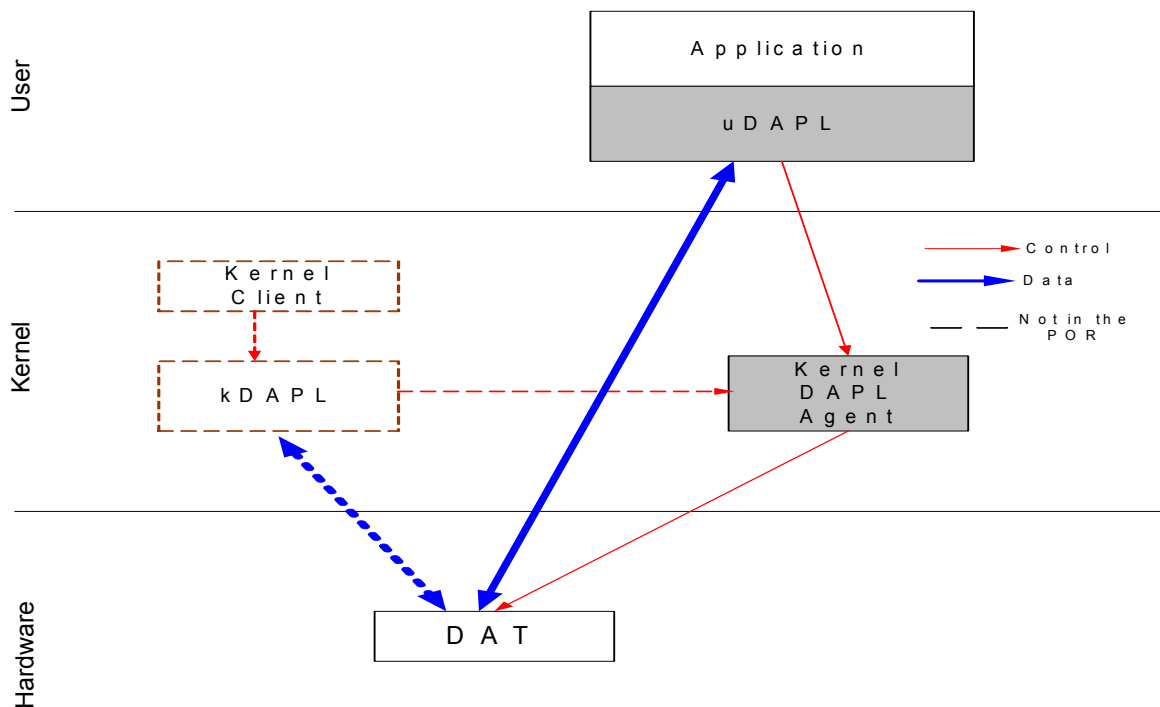 User
Application
uDAPL
Kernel
Kernel
Client
kDAPL
Kernel
DAPL
Agent
Control
Data
Not in the
POR
Hardware
DAT